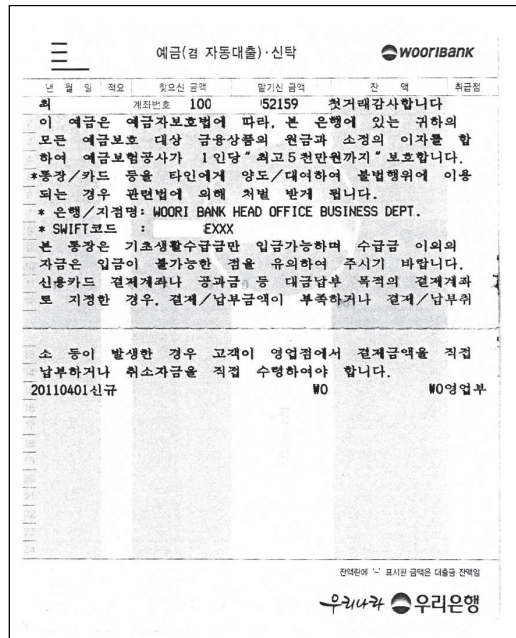 예금(겸 자동대출)·신탁 WOORIBANK
년 월 일 적요 찾으신 금액 맡기신 금액 잔 액 취급점
최 계좌번호 100 52159 첫거래감사합니다
이 예금은 예금자보호법에 따라, 본 은행에 있는 귀하의
모든 예금보호 대상 금융상품의 원금과 소정의 이자를 합
하여 예금보험공사가 1인당"최고5천만원까지"보호합니다.
*통장/카드 등을 타인에게 양도/대여하여 불법행위에 이용
되는 경우 관련법에 의해 처벌 받게 됩니다.
* 은행/지점명: WOORI BANK HEAD OFFICE BUSINESS DEPT.
* SWIFT코드 : EXXX
본 통장은 기초생활수급금만 입금가능하며 수급금 이외의
자금은 입금이 불가능한 점을 유의하여 주시기 바랍니다.
신용카드 결제계좌나 공과금 등 대금납부 목적의 결제계좌
로 지정한 경우, 결제/납부금액이 부족하거나 결제/납부취
소 등이 발생한 경우 고객이 영업점에서 결제금액을 직접
납부하거나 취소자금을 직접 수령하여야 합니다.
20110401신규 ₩0 ₩0영업부
잔액란에 '-' 표시된 금액은 대출금 잔액임
우리나라 우리은행